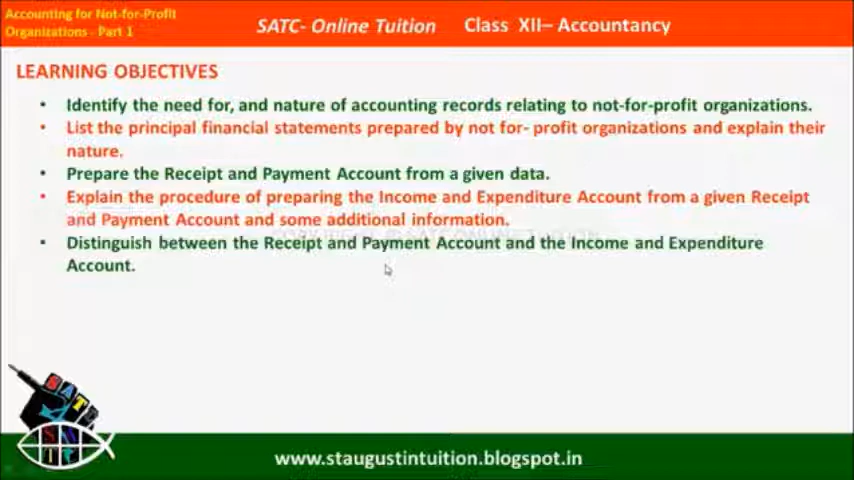 Accounting for Not-for-Profit
Organizations - Part 1
SATC- Online Tuition Class XII– Accountancy
LEARNING OBJECTIVES
• Identify the need for, and nature of accounting records relating to not-for-profit organizations.
• List the principal financial statements prepared by not for- profit organizations and explain their
nature.
• Prepare the Receipt and Payment Account from a given data.
• Explain the procedure of preparing the Income and Expenditure Account from a given Receipt
and Payment Account and some additional information.
• Distinguish between the Receipt and Payment Account and the Income and Expenditure
Account.
SATC
www.staugustintuition.blogspot.in